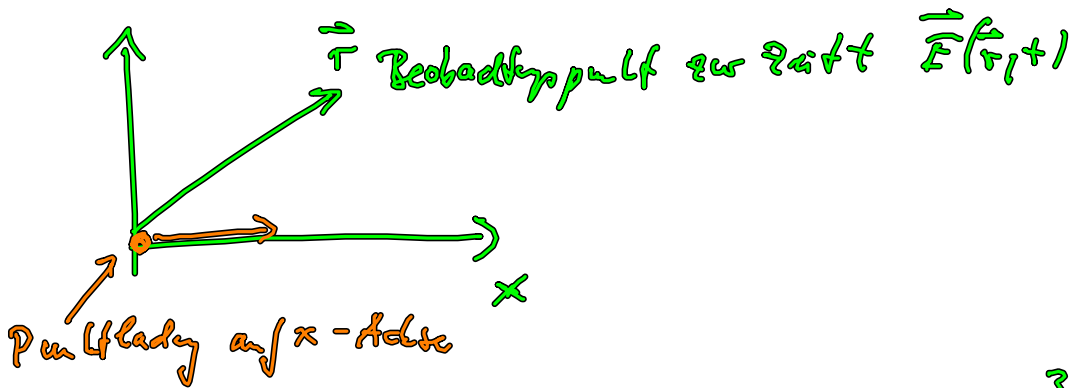 r⃗ Beobachtungspunkt zur Zeit t E⃗(r⃗,t)
x
Punktladung auf x-Achse